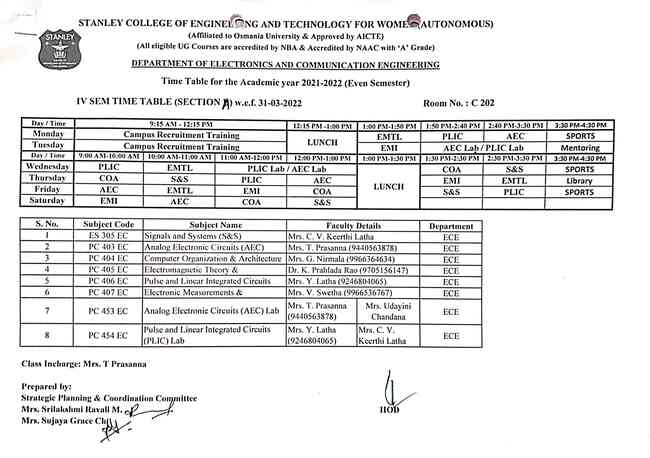 STANLEY COLLEGE OF ENGINEERING AND TECHNOLOGY FOR WOMEN (AUTONOMOUS)
(Affiliated to Osmania University & Approved by AICTE)
(All eligible UG Courses are accredited by NBA & Accredited by NAAC with 'A' Grade)
STANLEY
DEPARTMENT OF ELECTRONICS AND COMMUNICATION ENGINEERING
Time Table for the Academic year 2021-2022 (Even Semester)
IV SEM TIME TABLE (SECTION A) w.e.f. 31-03-2022 Room No. : C 202
Day / Time 9:15 AM - 12:15 PM 12:15 PM -1:00 PM 1:00 PM-1:50 PM 1:50 PM-2:40 PM 2:40 PM-3:30 PM 3:30 PM-4:30 PM
Monday Campus Recruitment Training LUNCH EMTL PLIC AEC SPORTS
Tuesday Campus Recruitment Training EMI AEC Lab / PLIC Lab Mentoring
Day / Time 9:00 AM-10:00 AM 10:00 AM-11:00 AM 11:00 AM-12:00 PM 12:00 PM-1:00 PM 1:00 PM-1:30 PM 1:30 PM-2:30 PM 2:30 PM-3:30 PM 3:30 PM-4:30 PM
Wednesday PLIC EMTL PLIC Lab / AEC Lab LUNCH COA S&S SPORTS
Thursday COA S&S PLIC AEC EMI EMTL Library
Friday AEC EMTL EMI COA S&S PLIC SPORTS
Saturday EMI AEC COA S&S
S. No. Subject Code Subject Name Faculty Details Department
1 ES 305 EC Signals and Systems (S&S) Mrs. C. V. Keerthi Latha ECE
2 PC 403 EC Analog Electronic Circuits (AEC) Mrs. T. Prasanna (9440563878) ECE
3 PC 404 EC Computer Organization & Architecture Mrs. G. Nirmala (9966364634) ECE
4 PC 405 EC Electromagnetic Theory & Dr. K. Prahlada Rao (9705156147) ECE
5 PC 406 EC Pulse and Linear Integrated Circuits Mrs. Y. Latha (9246804065) ECE
6 PC 407 EC Electronic Measurements & Mrs. V. Swetha (9966536767) ECE
7 PC 453 EC Analog Electronic Circuits (AEC) Lab Mrs. T. Prasanna (9440563878) Mrs. Udayini Chandana ECE
8 PC 454 EC Pulse and Linear Integrated Circuits (PLIC) Lab Mrs. Y. Latha (9246804065) Mrs. C. V. Keerthi Latha ECE
Class Incharge: Mrs. T Prasanna
Prepared by:
Strategic Planning & Coordination Committee
Mrs. Srilakshmi Ravali M. HOD
Mrs. Sujaya Grace Ch